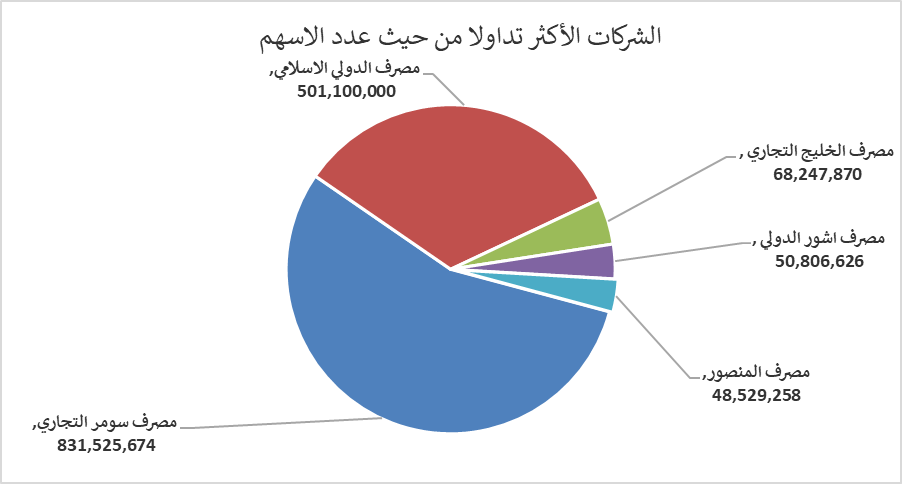 الشركات الأكثر تداولا من حيث عدد الاسهم
مصرف الدولي الاسلامي,
501,100,000
مصرف الخليج التجاري ,
68,247,870
مصرف اشور الدولي ,
50,806,626
مصرف المنصور,
48,529,258
مصرف سومر التجاري,
831,525,674